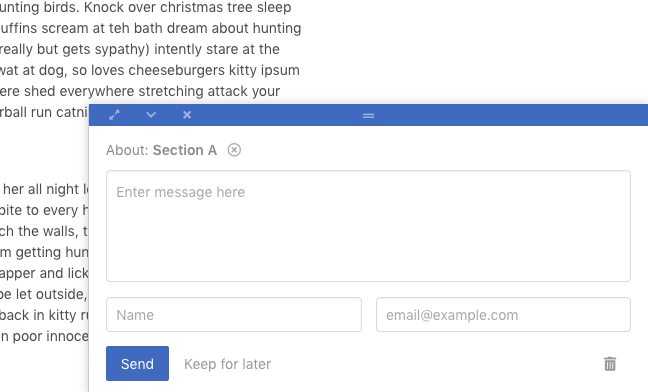 unting birds. Knock over christmas tree sleep
uffins scream at teh bath dream about hunting
really but gets sypathy) intently stare at the
wat at dog, so loves cheeseburgers kitty ipsum
ere shed everywhere stretching attack your
rball run catni
her all night l
bite to every h
ch the walls, t
m getting hun
apper and lick
be let outside,
back in kitty ru
n poor innoce
About: Section A
Enter message here
Name
email@example.com
Send
Keep for later